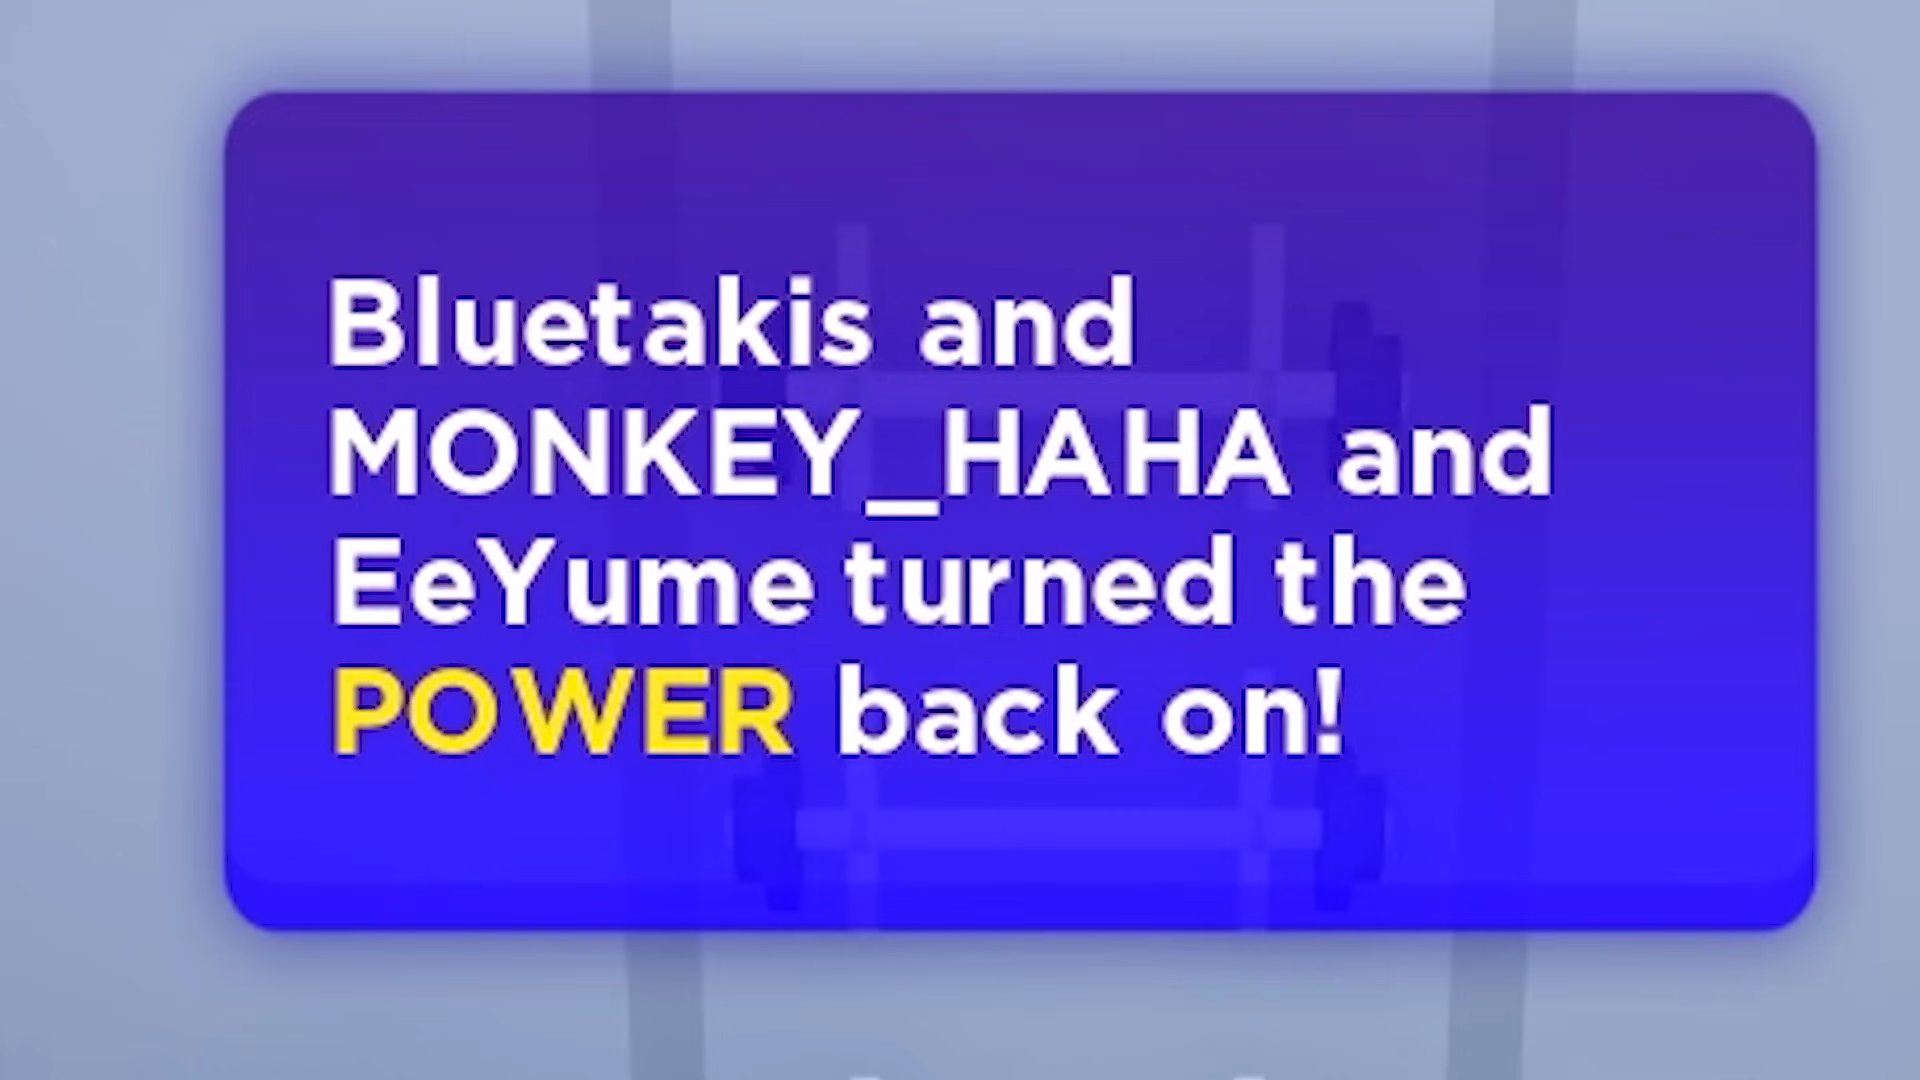 Bluetakis and
MONKEY_HAHA and
EeYume turned the
POWER back on!